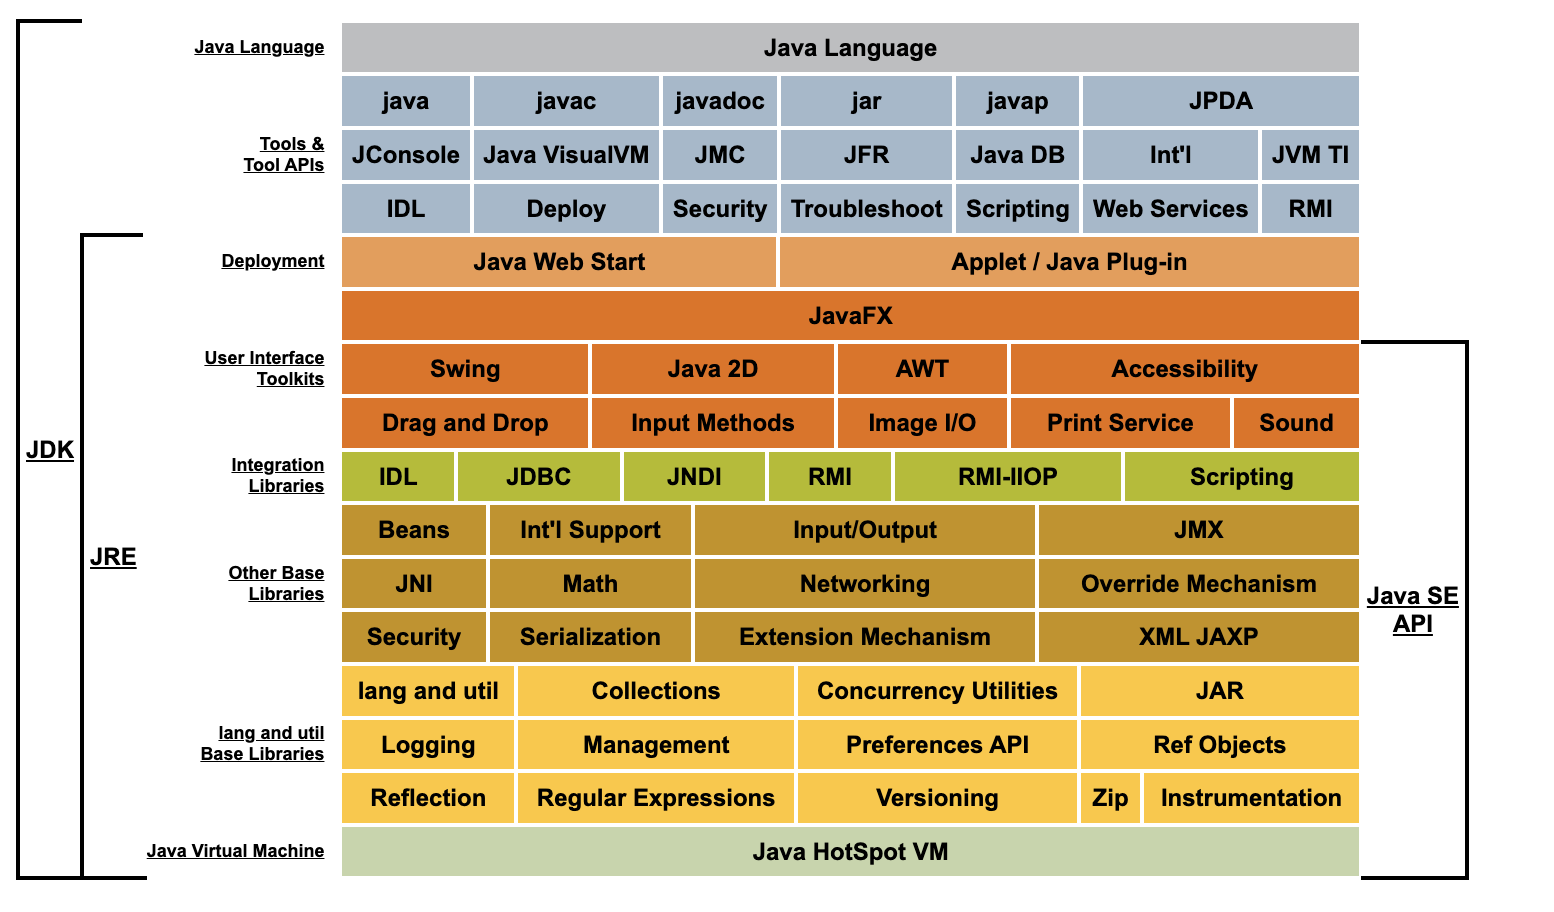 Java Language
Java Language
java javac javadoc jar javap JPDA
Tools &
Tool APIs
JConsole Java VisualVM JMC JFR Java DB Int'l JVM TI
IDL Deploy Security Troubleshoot Scripting Web Services RMI
Deployment
Java Web Start Applet / Java Plug-in
JavaFX
User Interface
Toolkits
Swing Java 2D AWT Accessibility
Drag and Drop Input Methods Image I/O Print Service Sound
JDK
Integration
Libraries
IDL JDBC JNDI RMI RMI-IIOP Scripting
Beans Int'l Support Input/Output JMX
JRE
Other Base
Libraries
JNI Math Networking Override Mechanism
Java SE
API
Security Serialization Extension Mechanism XML JAXP
lang and util Collections Concurrency Utilities JAR
lang and util
Base Libraries
Logging Management Preferences API Ref Objects
Reflection Regular Expressions Versioning Zip Instrumentation
Java Virtual Machine
Java HotSpot VM